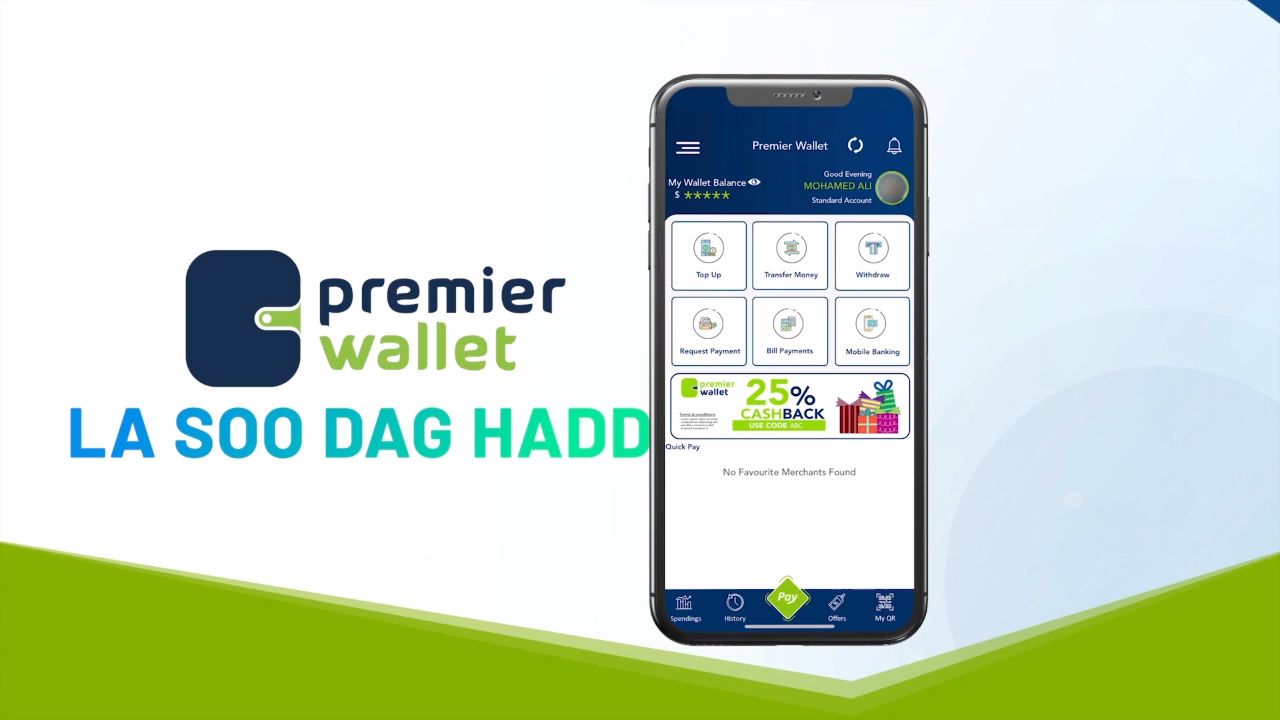 premier
wallet
LA SOO DAG HADD
Premier Wallet
My Wallet Balance
$ *****
Good Evening
MOHAMED ALI
Standard Account
Top Up
Transfer Money
Withdraw
Request Payment
Bill Payments
Mobile Banking
premier
wallet
Terms & conditions
25%
CASHBACK
USE CODE ABC
Quick Pay
No Favourite Merchants Found
Spendings
History
Pay
Offers
My QR